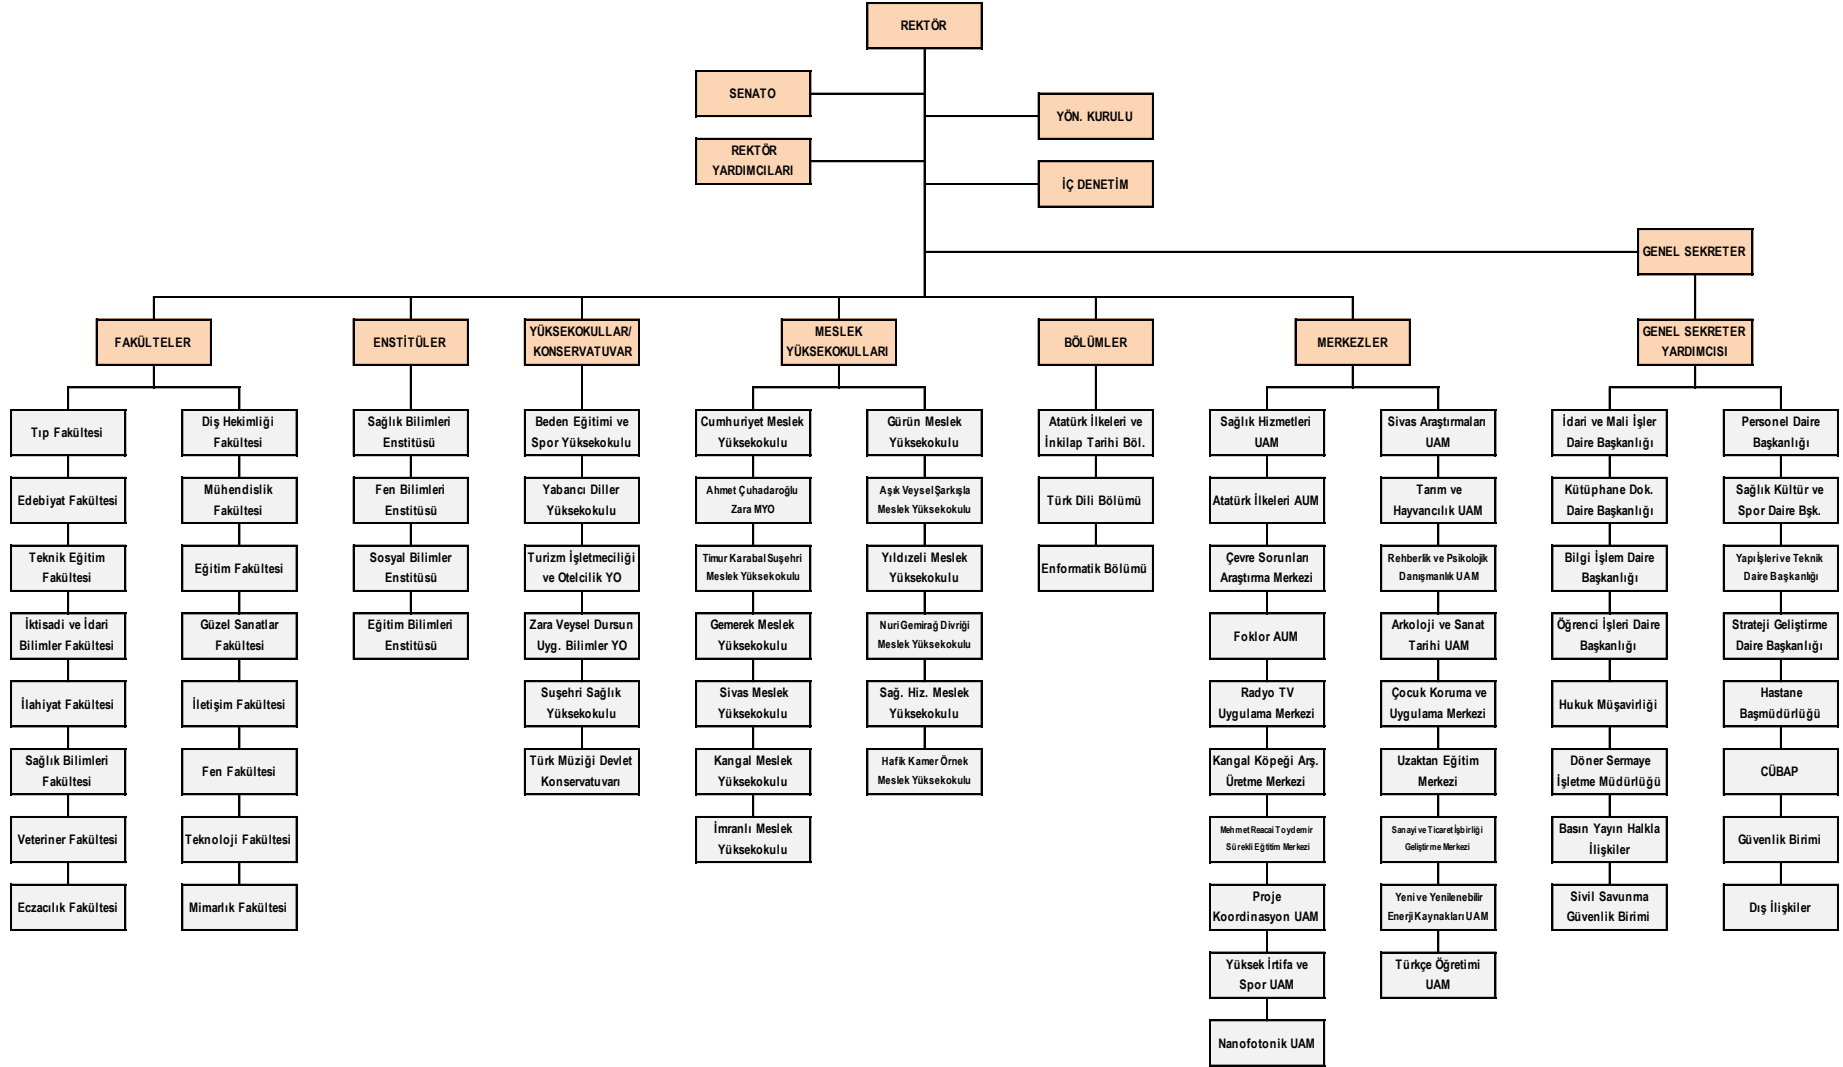 REKTÖR
SENATO
YÖN. KURULU
REKTÖR
YARDIMCILARI
İÇ DENETİM
GENEL SEKRETER
FAKÜLTELER
ENSTİTÜLER
YÜKSEKOKULLAR/
KONSERVATUVAR
MESLEK
YÜKSEKOKULLARI
BÖLÜMLER
MERKEZLER
GENEL SEKRETER
YARDIMCISI
Tıp Fakültesi
Edebiyat Fakültesi
Teknik Eğitim
Fakültesi
İktisadi ve İdari
Bilimler Fakültesi
İlahiyat Fakültesi
Sağlık Bilimleri
Fakültesi
Veteriner Fakültesi
Eczacılık Fakültesi
Diş Hekimliği
Fakültesi
Mühendislik
Fakültesi
Eğitim Fakültesi
Güzel Sanatlar
Fakültesi
İletişim Fakültesi
Fen Fakültesi
Teknoloji Fakültesi
Mimarlık Fakültesi
Sağlık Bilimleri
Enstitüsü
Fen Bilimleri
Enstitüsü
Sosyal Bilimler
Enstitüsü
Eğitim Bilimleri
Enstitüsü
Beden Eğitimi ve
Spor Yüksekokulu
Yabancı Diller
Yüksekokulu
Turizm İşletmeciliği
ve Otelcilik YO
Zara Veysel Dursun
Uyg. Bilimler YO
Suşehri Sağlık
Yüksekokulu
Türk Müziği Devlet
Konservatuvarı
Cumhuriyet Meslek
Yüksekokulu
Ahmet Çuhadaroğlu
Zara MYO
Timur Karabal Suşehri
Meslek Yüksekokulu
Gemerek Meslek
Yüksekokulu
Sivas Meslek
Yüksekokulu
Kangal Meslek
Yüksekokulu
İmranlı Meslek
Yüksekokulu
Gürün Meslek
Yüksekokulu
Aşık Veysel Şarkışla
Meslek Yüksekokulu
Yıldızeli Meslek
Yüksekokulu
Nuri Gemirağ Divriği
Meslek Yüksekokulu
Sağ. Hiz. Meslek
Yüksekokulu
Hafik Kamer Örnek
Meslek Yüksekokulu
Atatürk İlkeleri ve
İnkilap Tarihi Böl.
Türk Dili Bölümü
Enformatik Bölümü
Sağlık Hizmetleri
UAM
Atatürk İlkeleri AUM
Çevre Sorunları
Araştırma Merkezi
Foklor AUM
Radyo TV
Uygulama Merkezi
Kangal Köpeği Arş.
Üretme Merkezi
Mehmet Reacai Toydemir
Sürekli Eğtitim Merkezi
Proje
Koordinasyon UAM
Yüksek İrtifa ve
Spor UAM
Nanofotonik UAM
Sivas Araştırmaları
UAM
Tarım ve
Hayvancılık UAM
Rehberlik ve Psikolojik
Danışmanlık UAM
Arkoloji ve Sanat
Tarihi UAM
Çocuk Koruma ve
Uygulama Merkezi
Uzaktan Eğitim
Merkezi
Sanayi ve Ticaret İşbirliği
Geliştirme Merkezi
Yeni ve Yenilenebilir
Enerji Kaynakları UAM
Türkçe Öğretimi
UAM
İdari ve Mali İşler
Daire Başkanlığı
Kütüphane Dok.
Daire Başkanlığı
Bilgi İşlem Daire
Başkanlığı
Öğrenci İşleri Daire
Başkanlığı
Hukuk Müşavirliği
Döner Sermaye
İşletme Müdürlüğü
Basın Yayın Halkla
İlişkiler
Sivil Savunma
Güvenlik Birimi
Personel Daire
Başkanlığı
Sağlık Kültür ve
Spor Daire Bşk.
Yapı İşleri ve Teknik
Daire Başkanlığı
Strateji Geliştirme
Daire Başkanlığı
Hastane
Başmüdürlüğü
CÜBAP
Güvenlik Birimi
Dış İlişkiler